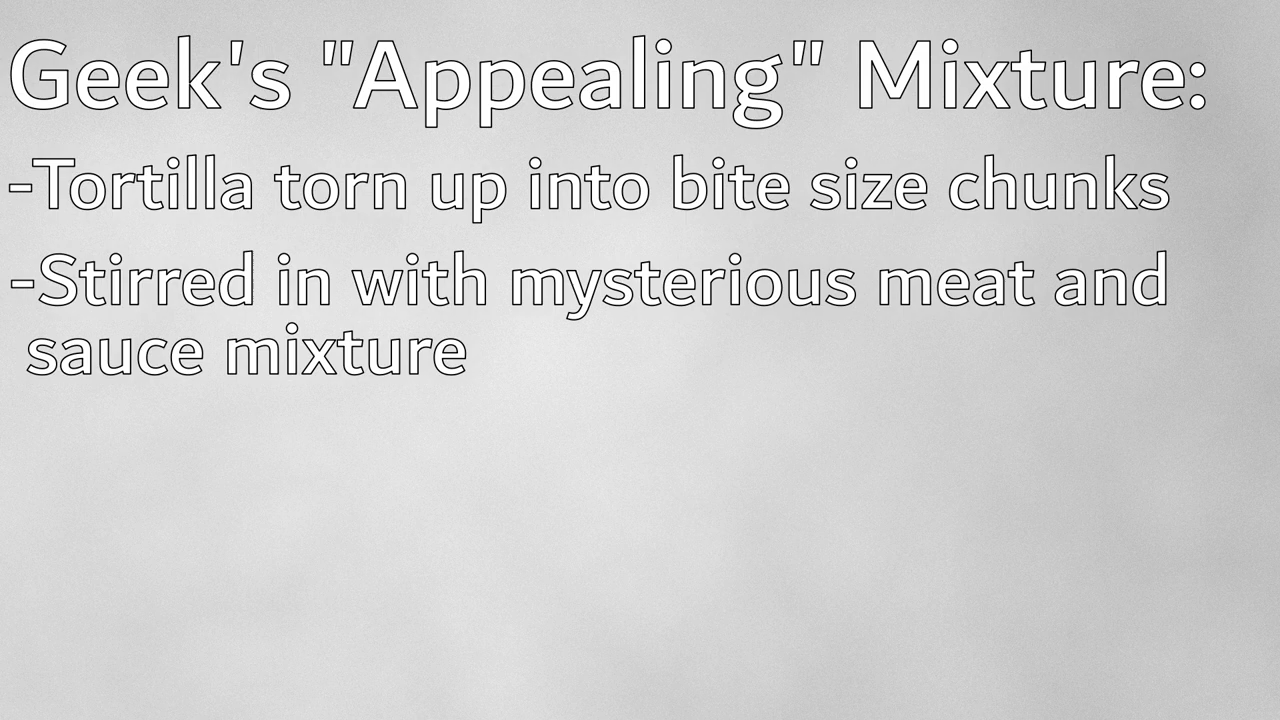 Geek's "Appealing" Mixture:
-Tortilla torn up into bite size chunks
-Stirred in with mysterious meat and
sauce mixture